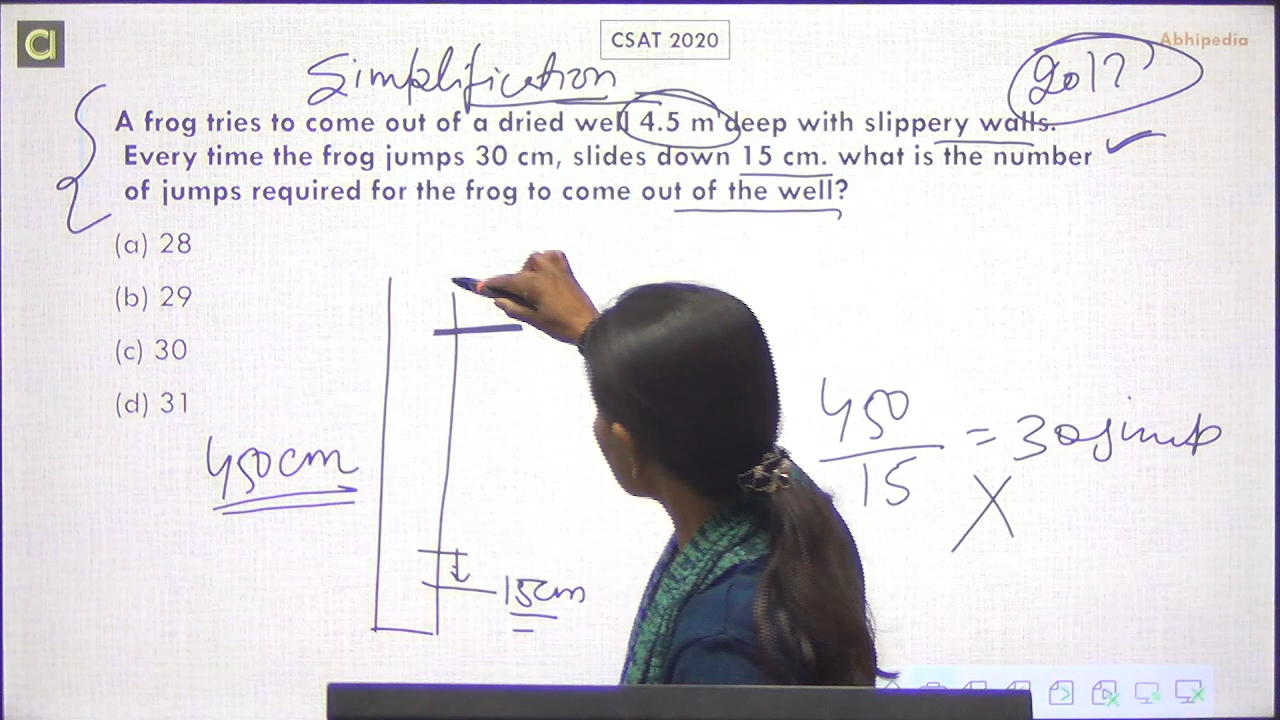 CSAT 2020
Abhipedia
Simplification
2017
A frog tries to come out of a dried well 4.5 m deep with slippery walls.
Every time the frog jumps 30 cm, slides down 15 cm. what is the number
of jumps required for the frog to come out of the well?
(a) 28
(b) 29
(c) 30
(d) 31
450cm
15cm
450
15
= 30
X